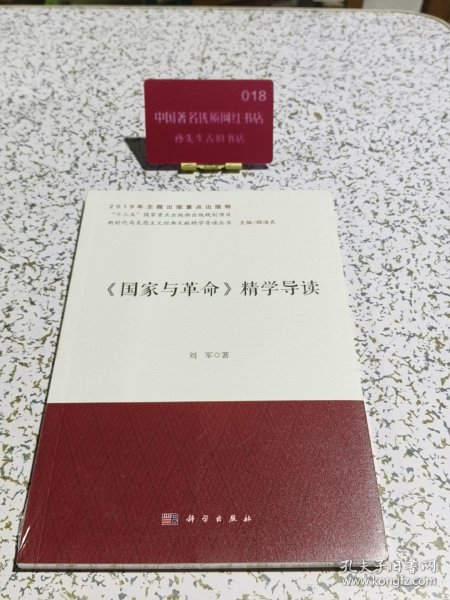 018
中国著名优质网红书店
孙先生古旧书店
2019年主题出版重点出版物
“十三五”国家重点出版物出版规划项目
新时代马克思主义经典文献精学导读丛书 主编/顾海良
《国家与革命》精学导读
刘 军◎著
科学出版社
孔夫子旧书网
www.kongfz.com